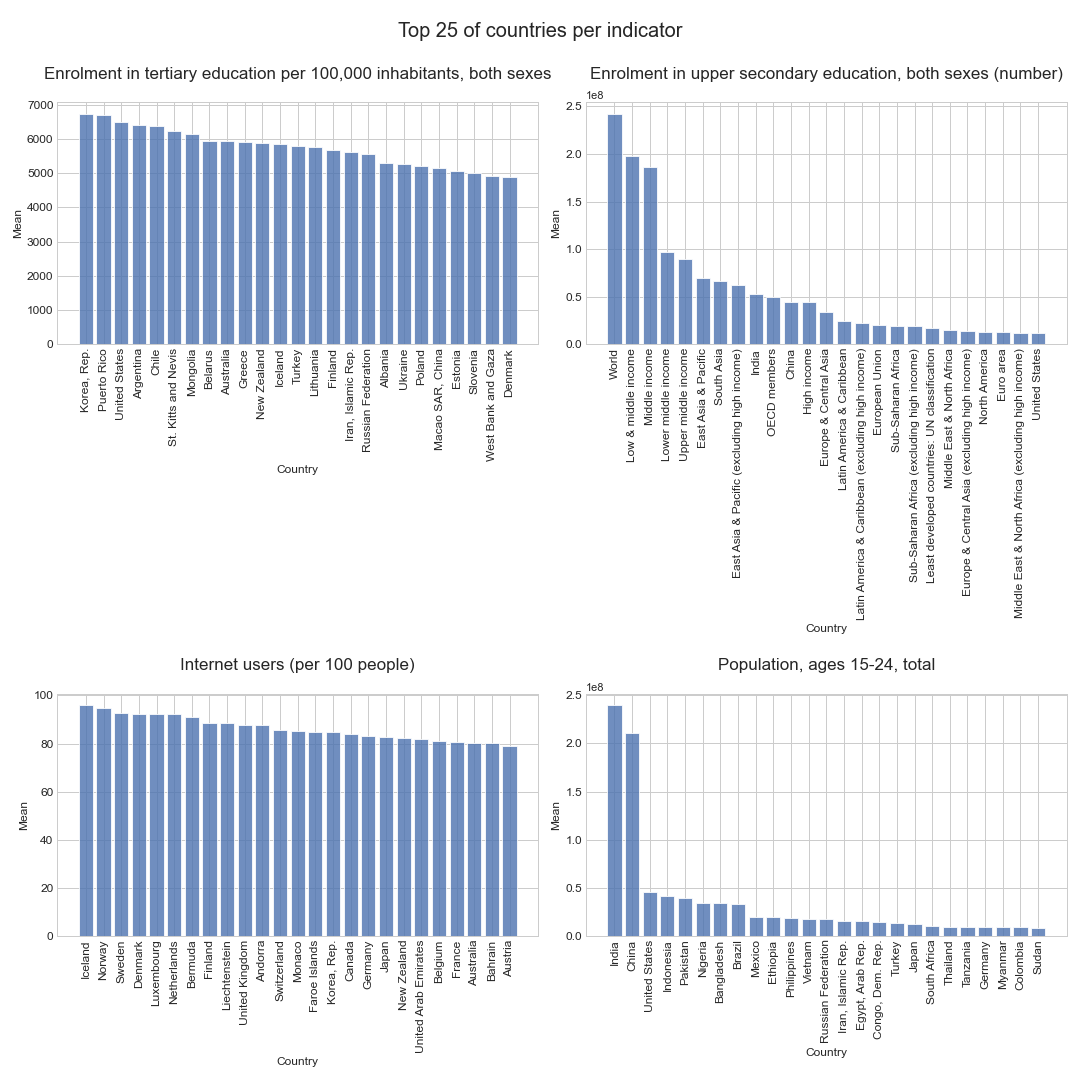 Top 25 of countries per indicator
Enrolment in tertiary education per 100,000 inhabitants, both sexes
7000
6000
5000
4000
3000
2000
1000
0
Mean
Korea, Rep.
Puerto Rico
United States
Argentina
Chile
St. Kitts and Nevis
Mongolia
Belarus
Australia
Greece
New Zealand
Iceland
Turkey
Lithuania
Finland
Iran, Islamic Rep.
Russian Federation
Albania
Ukraine
Poland
Macao SAR, China
Estonia
Slovenia
West Bank and Gaza
Denmark
Country
Enrolment in upper secondary education, both sexes (number)
1e8
2.5
2.0
1.5
1.0
0.5
0.0
Mean
World
Low & middle income
Middle income
Lower middle income
Upper middle income
East Asia & Pacific
South Asia
East Asia & Pacific (excluding high income)
India
OECD members
China
High income
Europe & Central Asia
Latin America & Caribbean
Latin America & Caribbean (excluding high income)
European Union
Sub-Saharan Africa
Sub-Saharan Africa (excluding high income)
Least developed countries: UN classification
Middle East & North Africa
Europe & Central Asia (excluding high income)
North America
Euro area
Middle East & North Africa (excluding high income)
United States
Country
Internet users (per 100 people)
100
80
60
40
20
0
Mean
Iceland
Norway
Sweden
Denmark
Luxembourg
Netherlands
Bermuda
Finland
Liechtenstein
United Kingdom
Andorra
Switzerland
Monaco
Faroe Islands
Korea, Rep.
Canada
Germany
Japan
New Zealand
United Arab Emirates
Belgium
France
Australia
Bahrain
Austria
Country
Population, ages 15-24, total
1e8
2.5
2.0
1.5
1.0
0.5
0.0
Mean
India
China
United States
Indonesia
Pakistan
Nigeria
Bangladesh
Brazil
Mexico
Ethiopia
Philippines
Vietnam
Russian Federation
Iran, Islamic Rep.
Egypt, Arab Rep.
Congo, Dem. Rep.
Turkey
Japan
South Africa
Thailand
Tanzania
Germany
Myanmar
Colombia
Sudan
Country